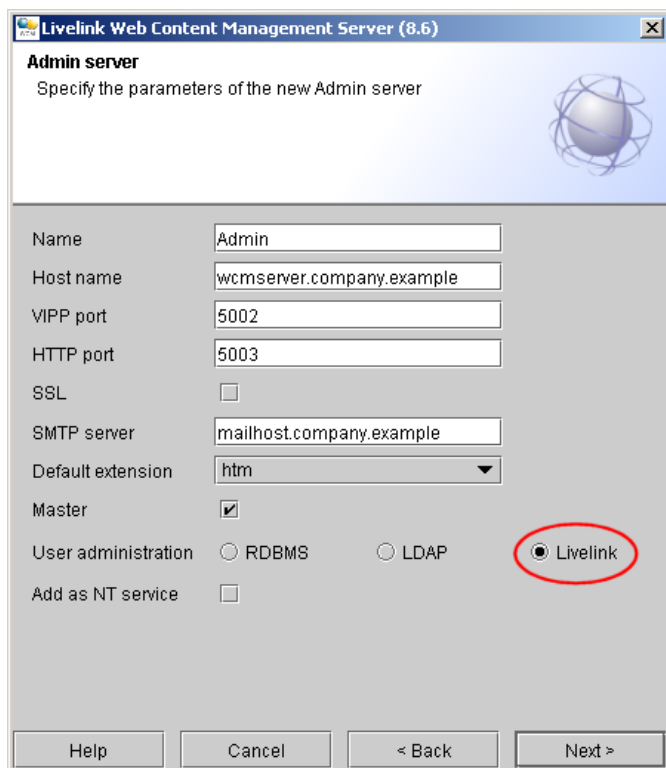 Livelink Web Content Management Server (8.6)
Admin server
Specify the parameters of the new Admin server
Name Admin
Host name wcmserver.company.example
VIPP port 5002
HTTP port 5003
SSL
SMTP server mailhost.company.example
Default extension htm
Master
User administration RDBMS LDAP Livelink
Add as NT service
Help Cancel < Back Next >